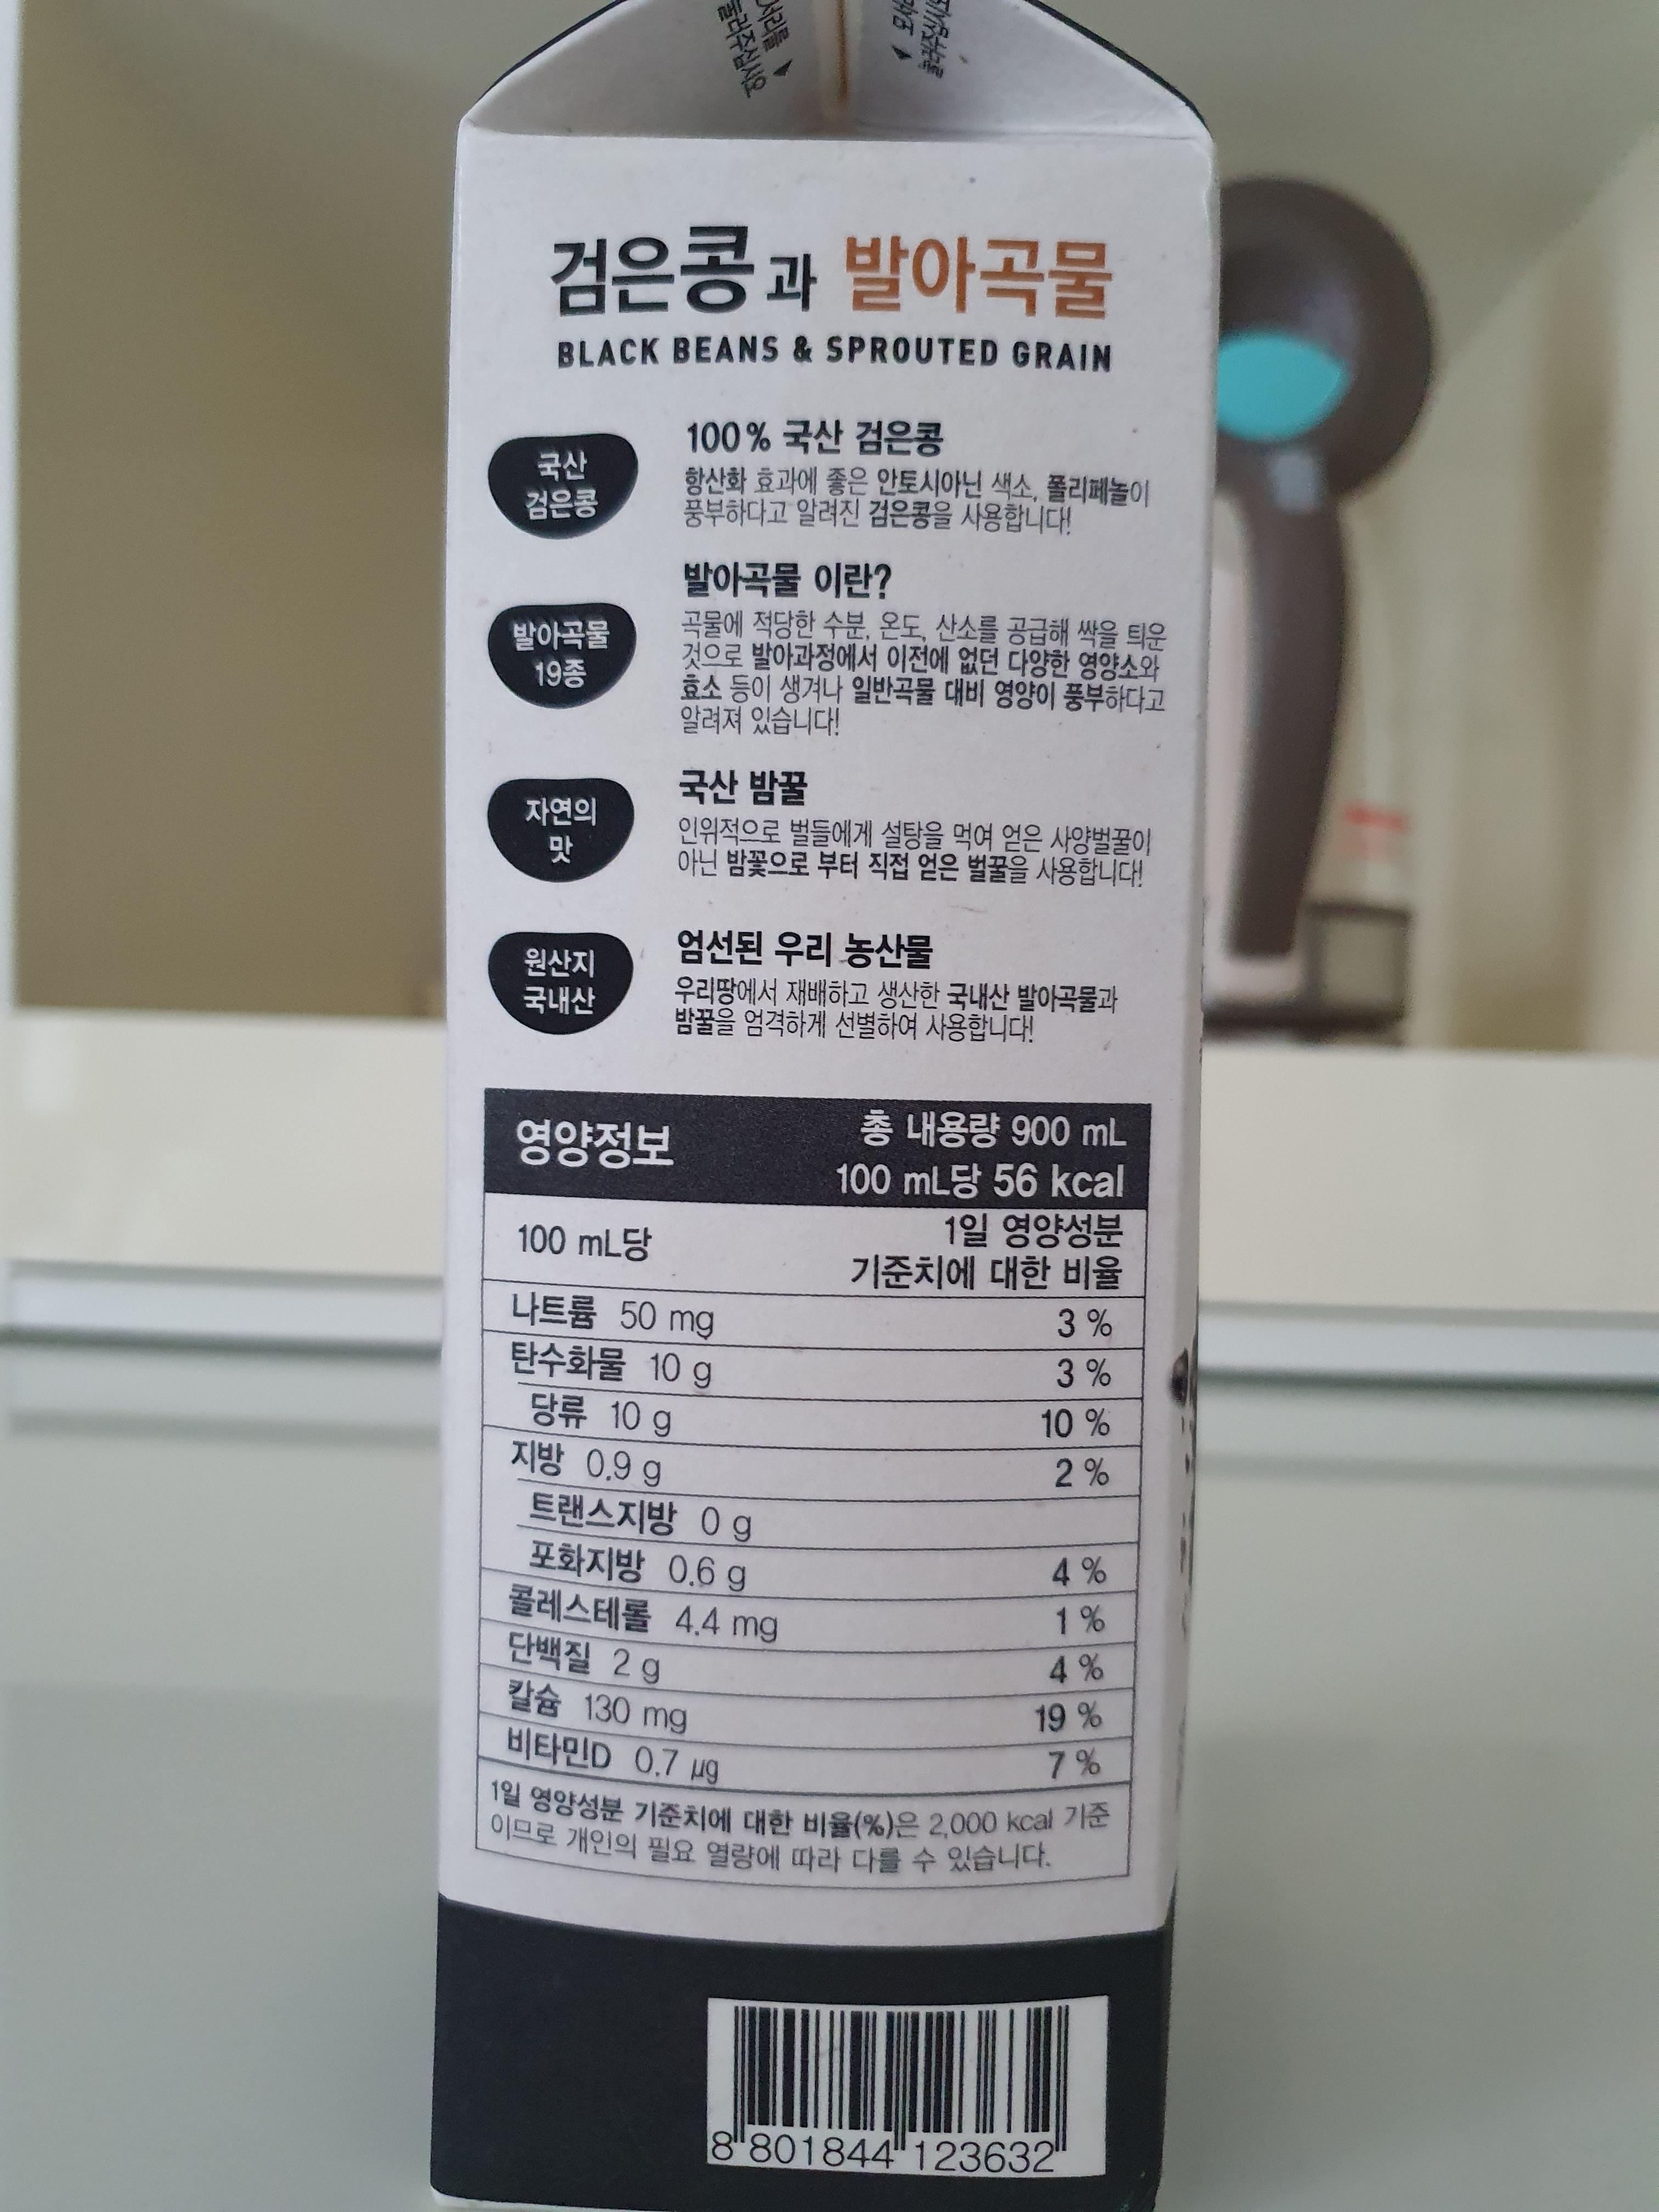 검은콩과 발아곡물
BLACK BEANS & SPROUTED GRAIN
국산
검은콩
100% 국산 검은콩
항산화 효과에 좋은 안토시아닌 색소, 폴리페놀이
풍부하다고 알려진 검은콩을 사용합니다!
발아곡물
19종
발아곡물 이란?
곡물에 적당한 수분, 온도, 산소를 공급해 싹을 틔운
것으로 발아과정에서 이전에 없던 다양한 영양소와
효소 등이 생겨나 일반곡물 대비 영양이 풍부하다고
알려져 있습니다!
자연의
맛
국산 밤꿀
인위적으로 벌들에게 설탕을 먹여 얻은 사양벌꿀이
아닌 밤꽃으로 부터 직접 얻은 벌꿀을 사용합니다!
원산지
국내산
엄선된 우리 농산물
우리땅에서 재배하고 생산한 국내산 발아곡물과
밤꿀을 엄격하게 선별하여 사용합니다!
영양정보
총 내용량 900 mL
100 mL당 56 kcal
100 mL당
1일 영양성분
기준치에 대한 비율
나트륨 50 mg 3 %
탄수화물 10 g 3 %
당류 10 g 10 %
지방 0.9 g 2 %
트랜스지방 0 g
포화지방 0.6 g 4 %
콜레스테롤 4.4 mg 1 %
단백질 2 g 4 %
칼슘 130 mg 19 %
비타민D 0.7 µg 7 %
1일 영양성분 기준치에 대한 비율(%)은 2,000 kcal 기준
이므로 개인의 필요 열량에 따라 다를 수 있습니다.
8 801844 123632